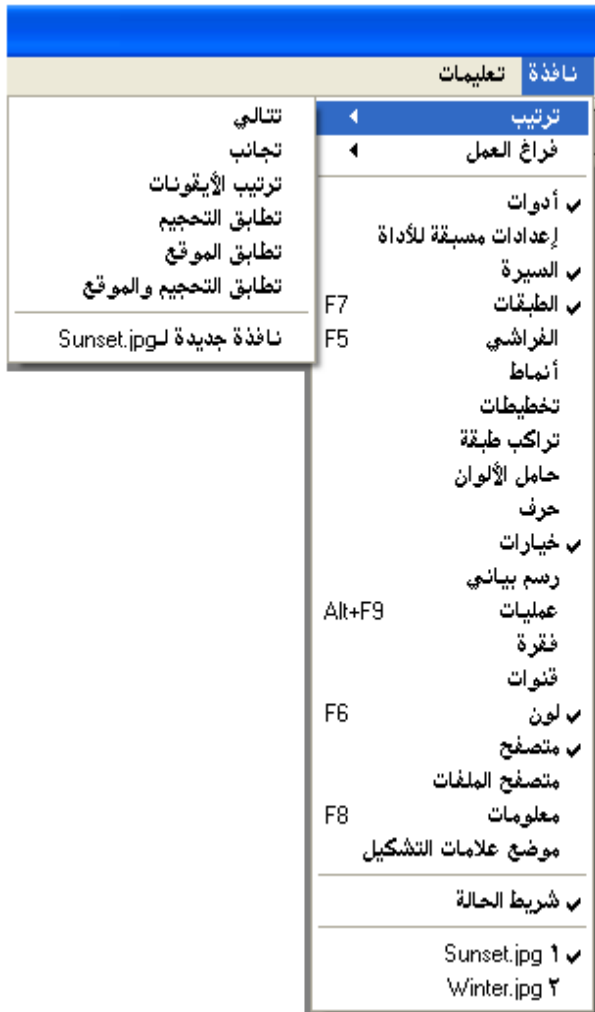 نافذة تعليمات
ترتيب
فراغ العمل
أدوات
إعدادات مسبقة للأداة
السيرة
الطبقات F7
الفراشي F5
أنماط
تخطيطات
تراكب طبقة
حامل الألوان
حرف
خيارات
رسم بياني
عمليات Alt+F9
فقرة
قنوات
لون F6
متصفح
متصفح الملفات
معلومات F8
موضع علامات التشكيل
شريط الحالة
١ Sunset.jpg
٢ Winter.jpg
تتالي
تجانب
ترتيب الأيقونات
تطابق التحجيم
تطابق الموقع
تطابق التحجيم والموقع
نافذة جديدة لـSunset.jpg